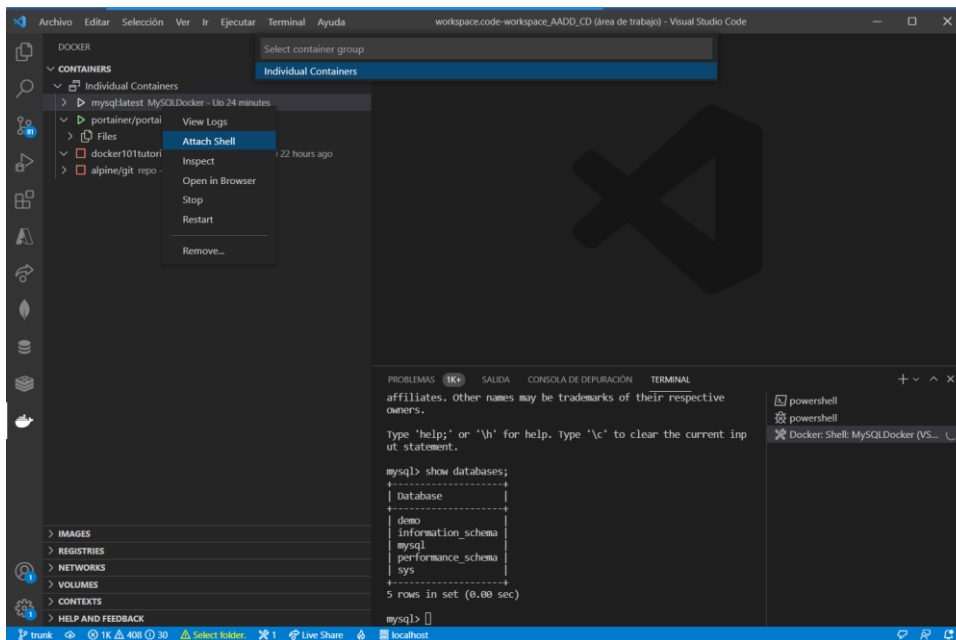 Archivo Editar Selección Ver Ir Ejecutar Terminal Ayuda
workspace.code-workspace_AADD_CD (área de trabajo) - Visual Studio Code
DOCKER
Select container group
Individual Containers
CONTAINERS
Individual Containers
mysql:latest MySQLDocker - Up 24 minutes
portainer/portai
Files
docker101tutori
22 hours ago
alpine/git repo -
View Logs
Attach Shell
Inspect
Open in Browser
Stop
Restart
Remove...
81
IMAGES
REGISTRIES
NETWORKS
VOLUMES
CONTEXTS
HELP AND FEEDBACK
1
1
PROBLEMAS 1K+ SALIDA CONSOLA DE DEPURACIÓN TERMINAL
affiliates. Other names may be trademarks of their respective
owners.
Type 'help;' or '\h' for help. Type '\c' to clear the current inp
ut statement.
mysql> show databases;
+--------------------+
| Database           |
+--------------------+
| demo               |
| information_schema |
| mysql              |
| performance_schema |
| sys                |
+--------------------+
5 rows in set (0.00 sec)
mysql>
powershell
powershell
Docker: Shell: MySQLDocker (VS...
trunk 1K 408 30 Select folder. 1 Live Share localhost